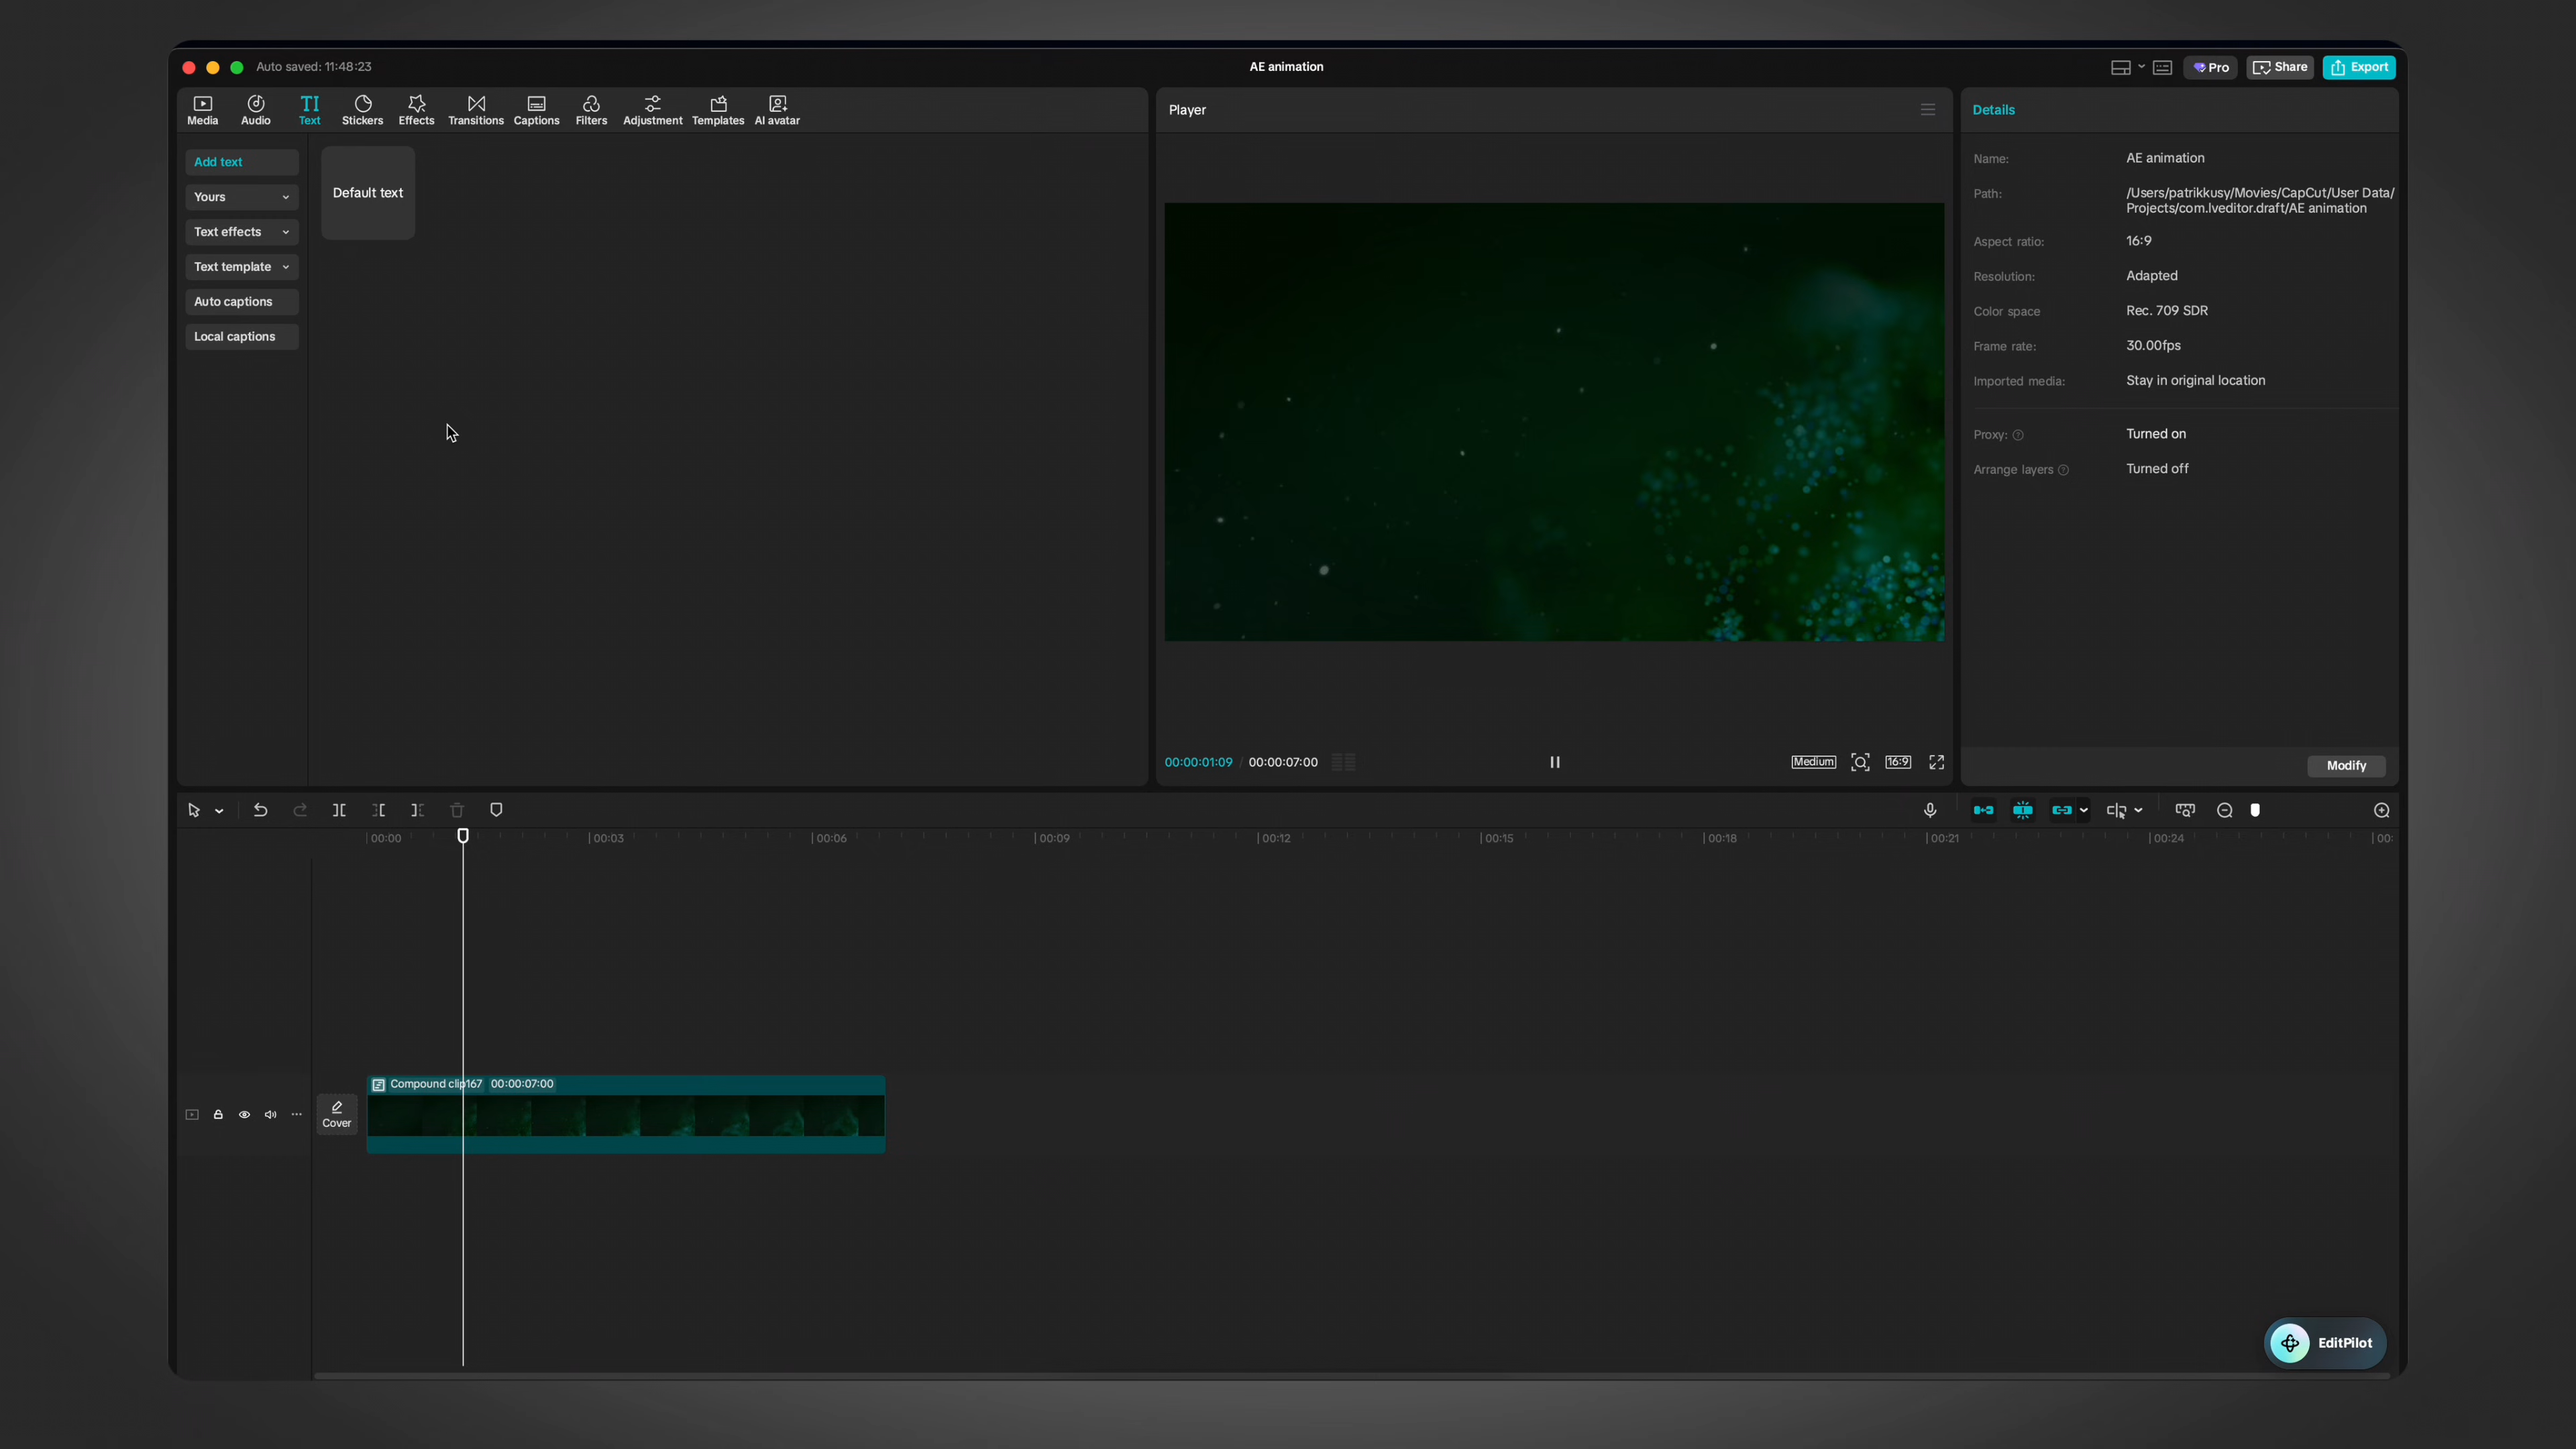 Auto saved: 11:48:23
AE animation
Pro
Share
Export
Media
Audio
TI
Text
Stickers
Effects
Transitions
Captions
Filters
Adjustment
Templates
AI avatar
Add text
Yours
Text effects
Text template
Auto captions
Local captions
Default text
Player
00:00:01:09 / 00:00:07:00
Medium
16:9
Details
Name: AE animation
Path: /Users/patrikkusy/Movies/CapCut/User Data/
Projects/com.lveditor.draft/AE animation
Aspect ratio: 16:9
Resolution: Adapted
Color space Rec. 709 SDR
Frame rate: 30.00fps
Imported media: Stay in original location
Proxy: Turned on
Arrange layers Turned off
Modify
00:00 00:03 00:06 00:09 00:12 00:15 00:18 00:21 00:24 00:
Compound clip167 00:00:07:00
Cover
EditPilot